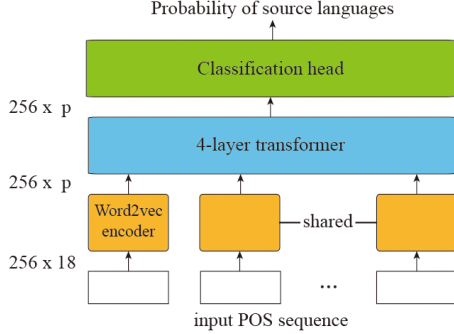 Probability of source languages
Classification head
256 x p
4-layer transformer
256 x p
Word2vec
encoder
shared
256 x 18
...
input POS sequence